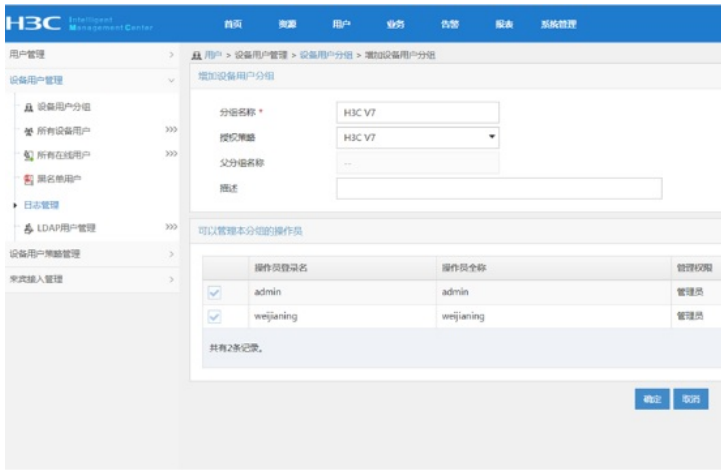 H3C Intelligent Management Center
首页 资源 用户 业务 告警 报表 系统管理
用户管理
设备用户管理
设备用户分组
所有设备用户 >>>
所有在线用户 >>>
黑名单用户
日志管理
LDAP用户管理 >>>
设备用户策略管理
来宾接入管理
用户 > 设备用户管理 > 设备用户分组 > 增加设备用户分组
增加设备用户分组
分组名称 * H3C V7
授权策略 H3C V7
父分组名称 --
描述
可以管理本分组的操作员
操作员登录名 操作员全称 管理权限
admin admin 管理员
weijianing weijianing 管理员
共有2条记录。
确定 取消